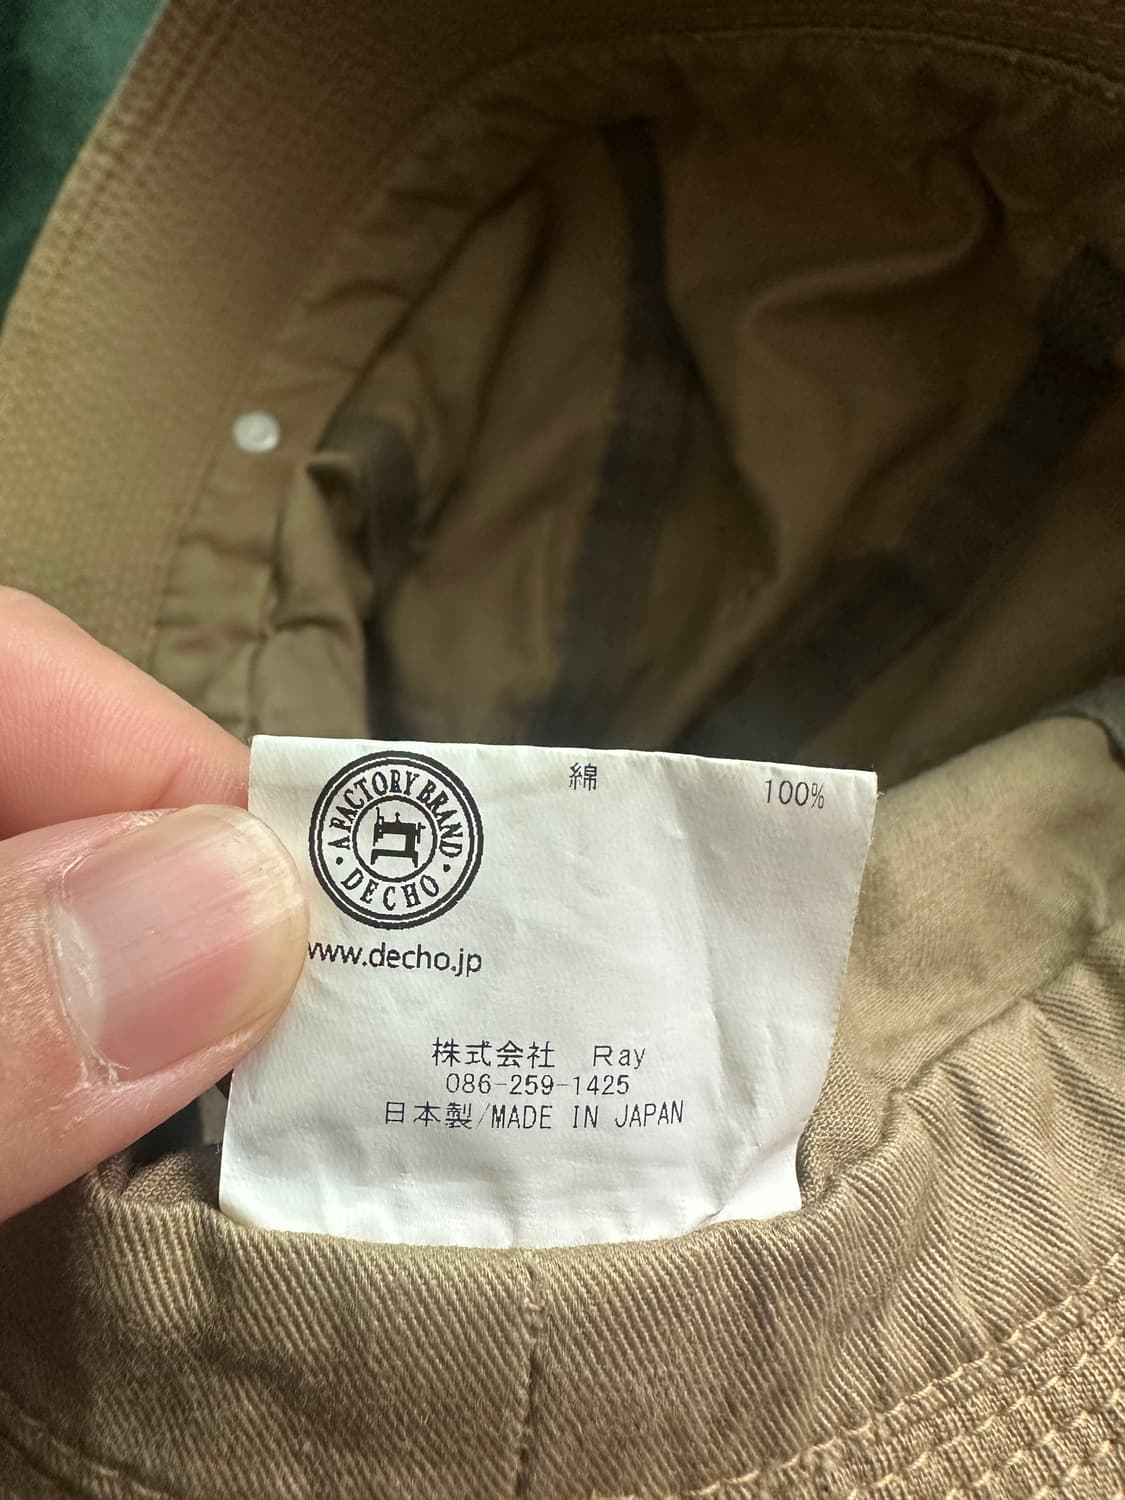 A FACTORY BRAND
DECHO
綿 100%
www.decho.jp
株式会社 Ray
086-259-1425
日本製/MADE IN JAPAN